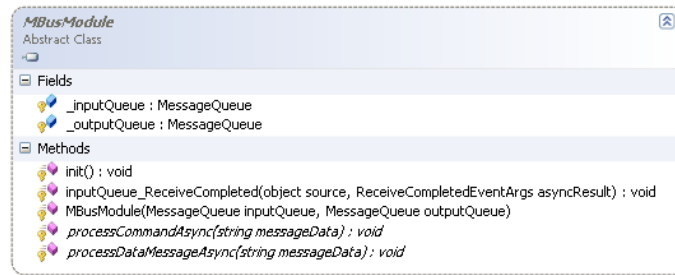 MBusModule
Abstract Class
Fields
_inputQueue : MessageQueue
_outputQueue : MessageQueue
Methods
init() : void
inputQueue_ReceiveCompleted(object source, ReceiveCompletedEventArgs asyncResult) : void
MBusModule(MessageQueue inputQueue, MessageQueue outputQueue)
processCommandAsync(string messageData) : void
processDataMessageAsync(string messageData) : void